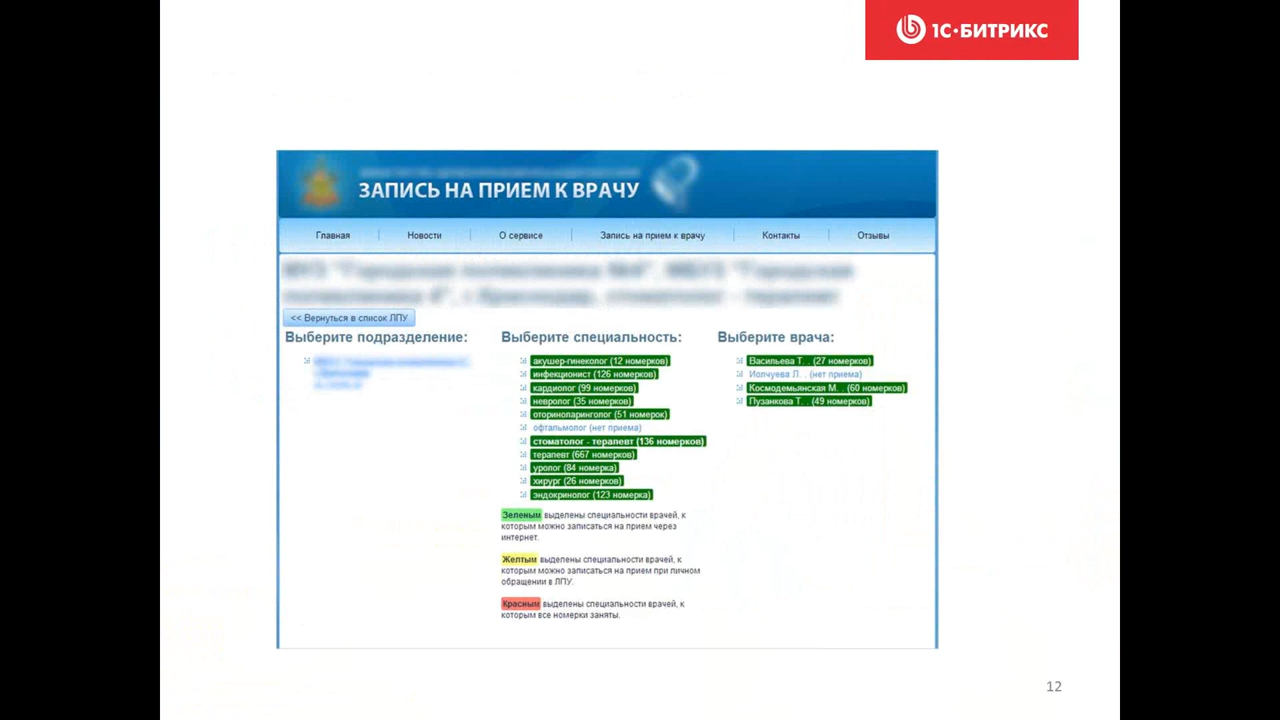 1С·БИТРИКС
ЗАПИСЬ НА ПРИЕМ К ВРАЧУ
Главная
Новости
О сервисе
Запись на прием к врачу
Контакты
Отзывы
<< Вернуться в список ЛПУ
Выберите подразделение:
Выберите специальность:
акушер-гинеколог (12 номерков)
инфекционист (126 номерков)
кардиолог (99 номерков)
невролог (35 номерков)
оториноларинголог (51 номерок)
офтальмолог (нет приема)
стоматолог - терапевт (136 номерков)
терапевт (667 номерков)
уролог (84 номерка)
хирург (26 номерков)
эндокринолог (123 номерка)
Зеленым выделены специальности врачей, к
которым можно записаться на прием через
интернет.
Желтым выделены специальности врачей, к
которым можно записаться на прием при личном
обращении в ЛПУ.
Красным выделены специальности врачей, к
которым все номерки заняты.
Выберите врача:
Васильева Т. . (27 номерков)
Иолчуева Л. . (нет приема)
Космодемьянская М. . (60 номерков)
Пузанкова Т. . (49 номерков)
12